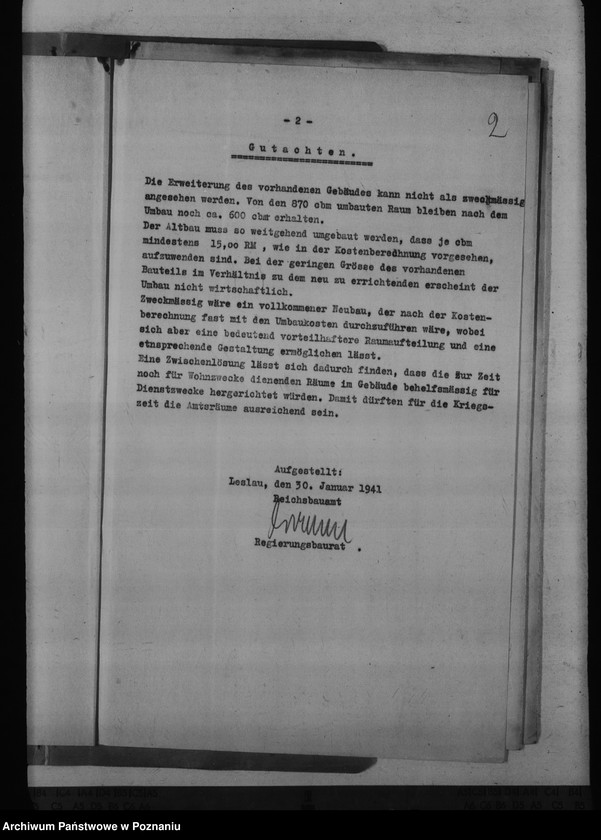 - 2 -
2
Gutachten.
Die Erweiterung des vorhandenen Gebäudes kann nicht als zweckmässig
angesehen werden. Von den 870 cbm umbauten Raum bleiben nach dem
Umbau noch ca. 600 cbm erhalten.
Der Altbau muss so weitgehend umgebaut werden, dass je cbm
mindestens 15,00 RM , wie in der Kostenberechnung vorgesehen,
aufzuwenden sind. Bei der geringen Grösse des vorhandenen
Bauteils im Verhältnis zu dem neu zu errichtenden erscheint der
Umbau nicht wirtschaftlich.
Zweckmässig wäre ein vollkommener Neubau, der nach der Kosten-
berechnung fast mit den Umbaukosten durchzuführen wäre, wobei
sich aber eine bedeutend vorteilhaftere Raumaufteilung und eine
etnsprechende Gestaltung ermöglichen lässt.
Eine Zwischenlösung lässt sich dadurch finden, dass die zur Zeit
noch für Wohnzwecke dienenden Räume im Gebäude behelfsmässig für
Dienstzwecke hergerichtet würden. Damit dürften für die Kriegs-
zeit die Amtsräume ausreichend sein.
Aufgestellt:
Leslau, den 30. Januar 1941
Reichsbauamt
Regierungsbaurat .
Archiwum Państwowe w Poznaniu
Archiwum Państwowe w Poznaniu